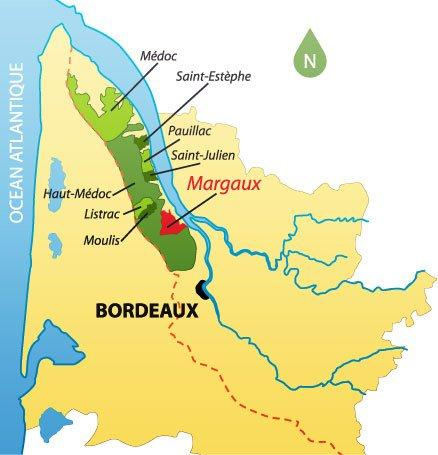 Médoc
N
Saint-Estèphe
OCEAN ATLANTIQUE
Pauillac
Saint-Julien
Margaux
Haut-Médoc
Listrac
Moulis
BORDEAUX